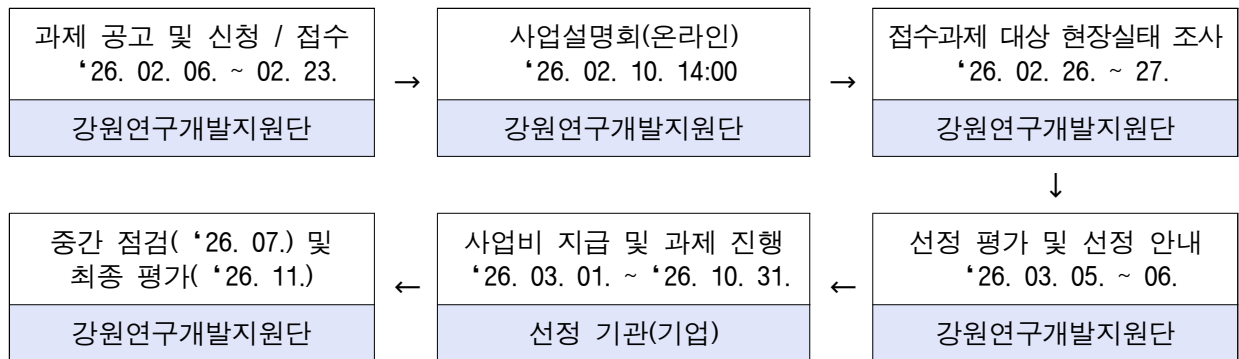 과제 공고 및 신청 / 접수
‘26. 02. 06. ~ 02. 23.
강원연구개발지원단
→
사업설명회(온라인)
‘26. 02. 10. 14:00
강원연구개발지원단
→
접수과제 대상 현장실태 조사
‘26. 02. 26. ~ 27.
강원연구개발지원단
↓
선정 평가 및 선정 안내
‘26. 03. 05. ~ 06.
강원연구개발지원단
←
사업비 지급 및 과제 진행
‘26. 03. 01. ~ ‘26. 10. 31.
선정 기관(기업)
←
중간 점검( ‘26. 07.) 및
최종 평가( ‘26. 11.)
강원연구개발지원단